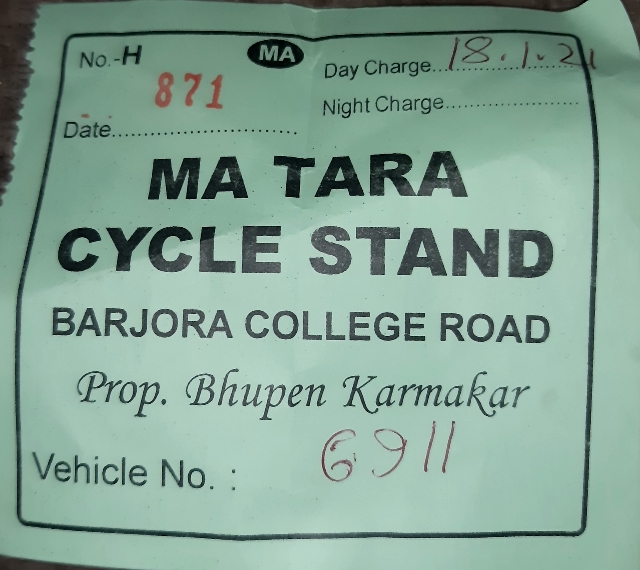 No.-H
MA
Day Charge...18.1.21
871
Night Charge.......................
Date...............................
MA TARA
CYCLE STAND
BARJORA COLLEGE ROAD
Prop. Bhupen Karmakar
Vehicle No. : 6911